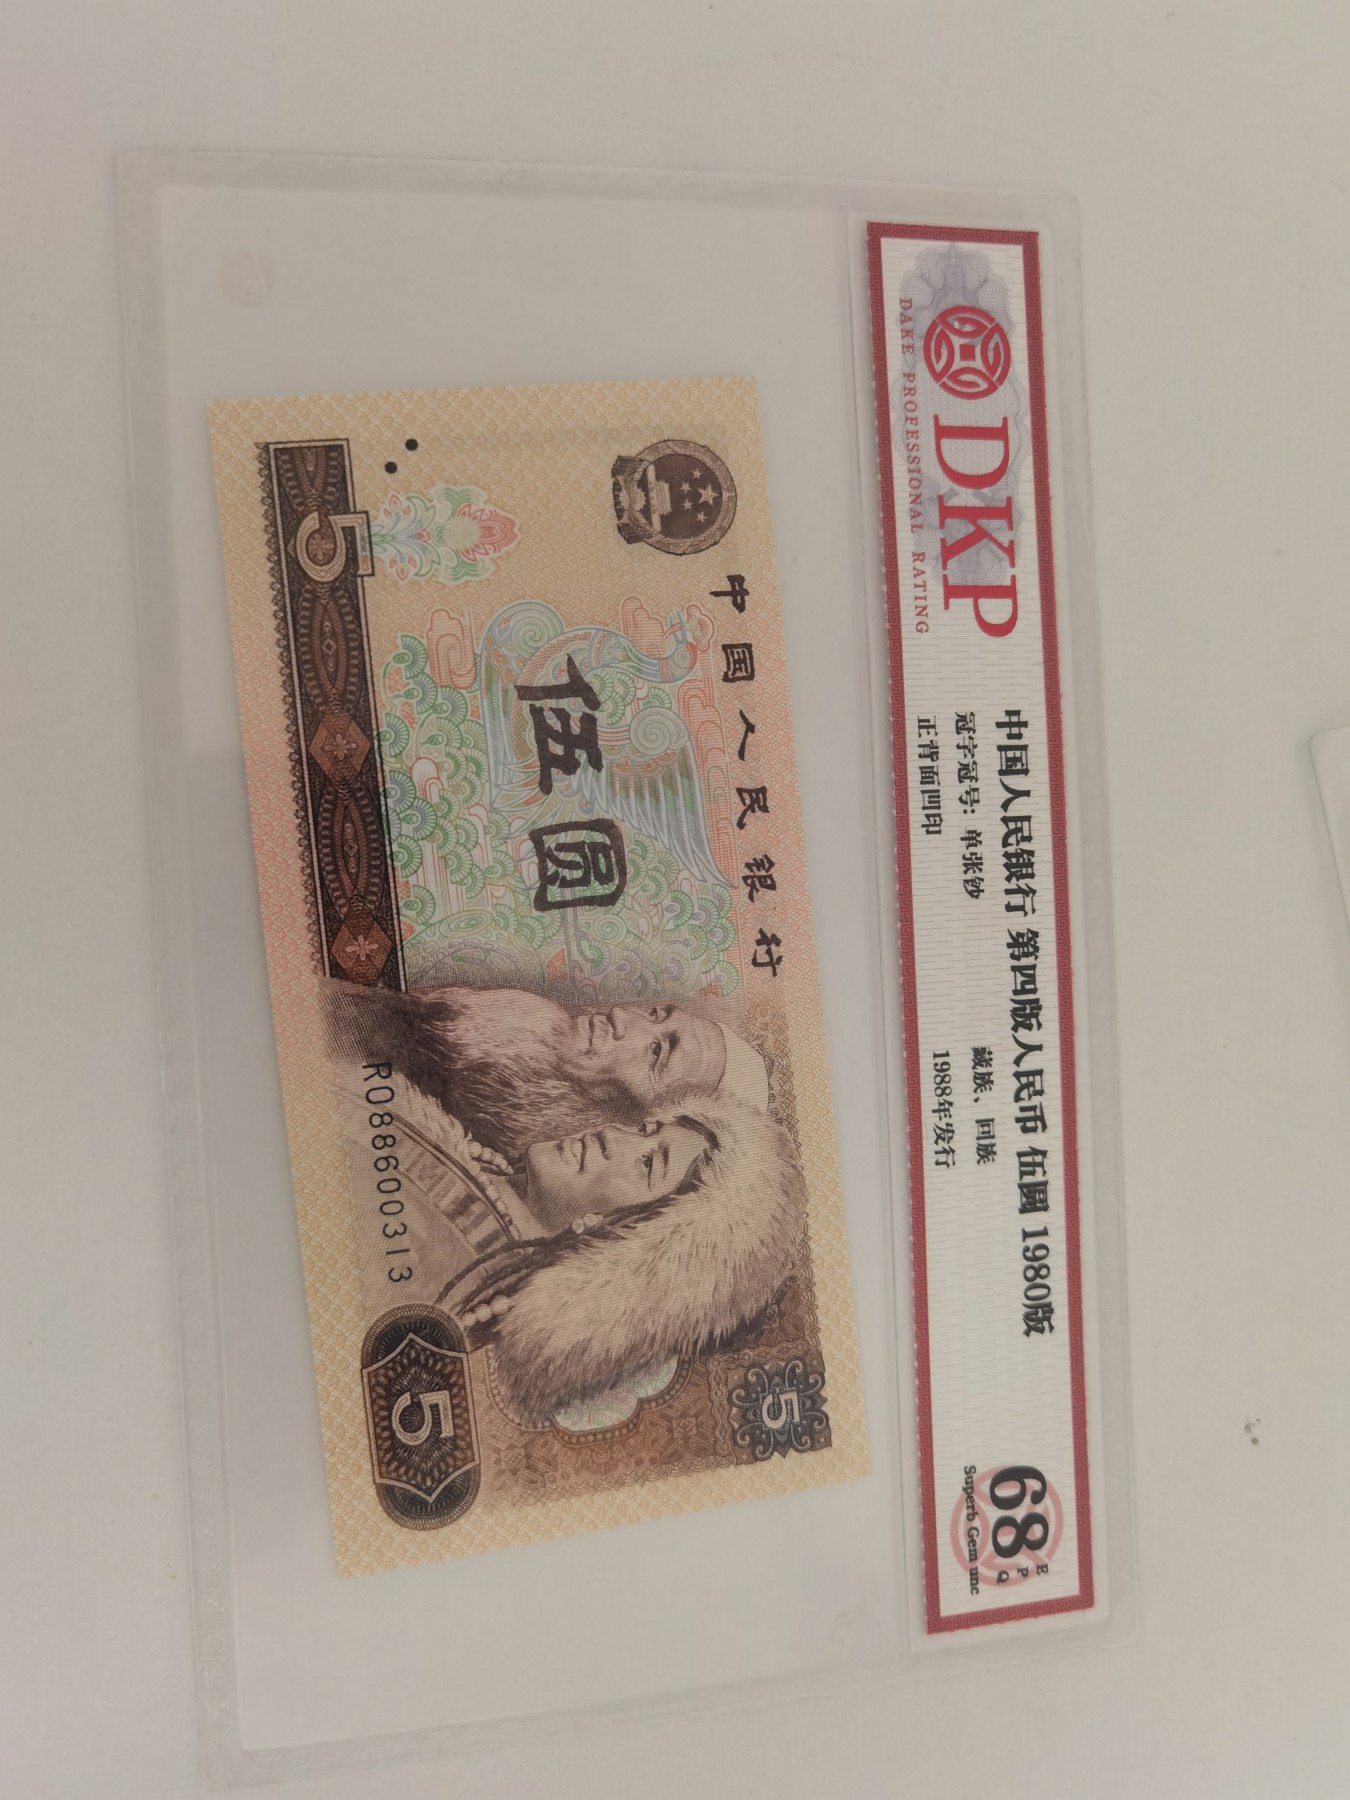 DKP
DAKE PROFESSIONAL RATING
中国人民银行 第四版人民币 伍圆 1980版
冠字冠号: 单张钞 藏族、回族
正背面凹印 1988年发行
68
EPQ
Superb Gem unc
中国人民银行
伍圆
5
5
R088600313
5